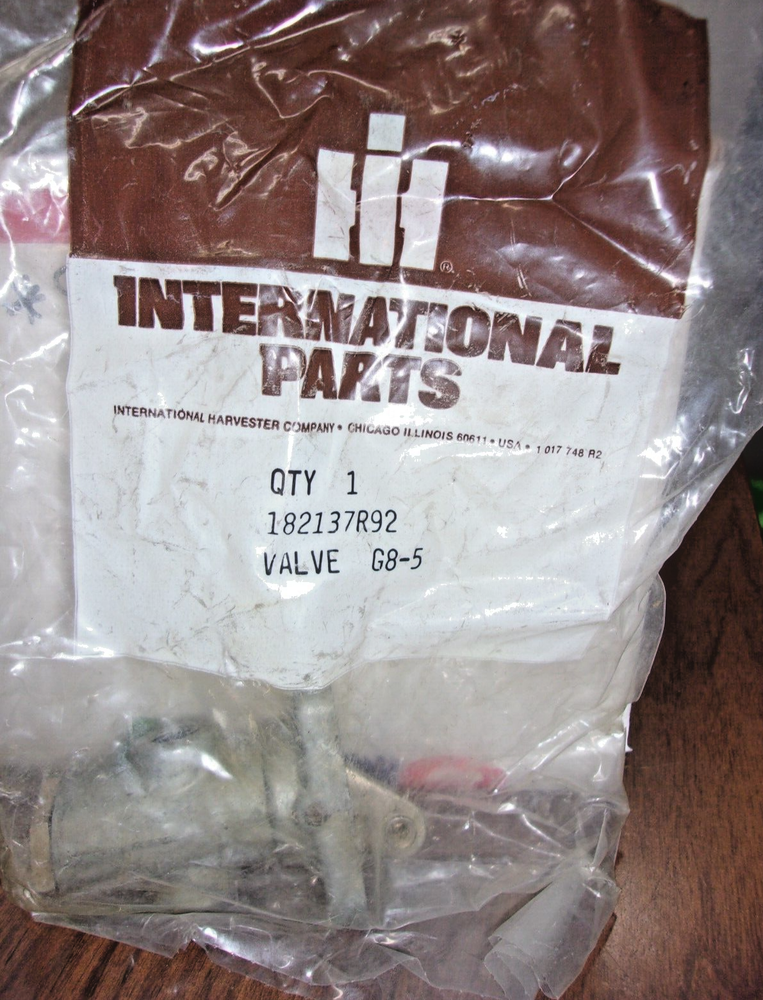 ®
INTERNATIONAL
PARTS
INTERNATIONAL HARVESTER COMPANY • CHICAGO ILLINOIS 60611 • USA • 1 017 748 R2
QTY 1
182137R92
VALVE G8-5